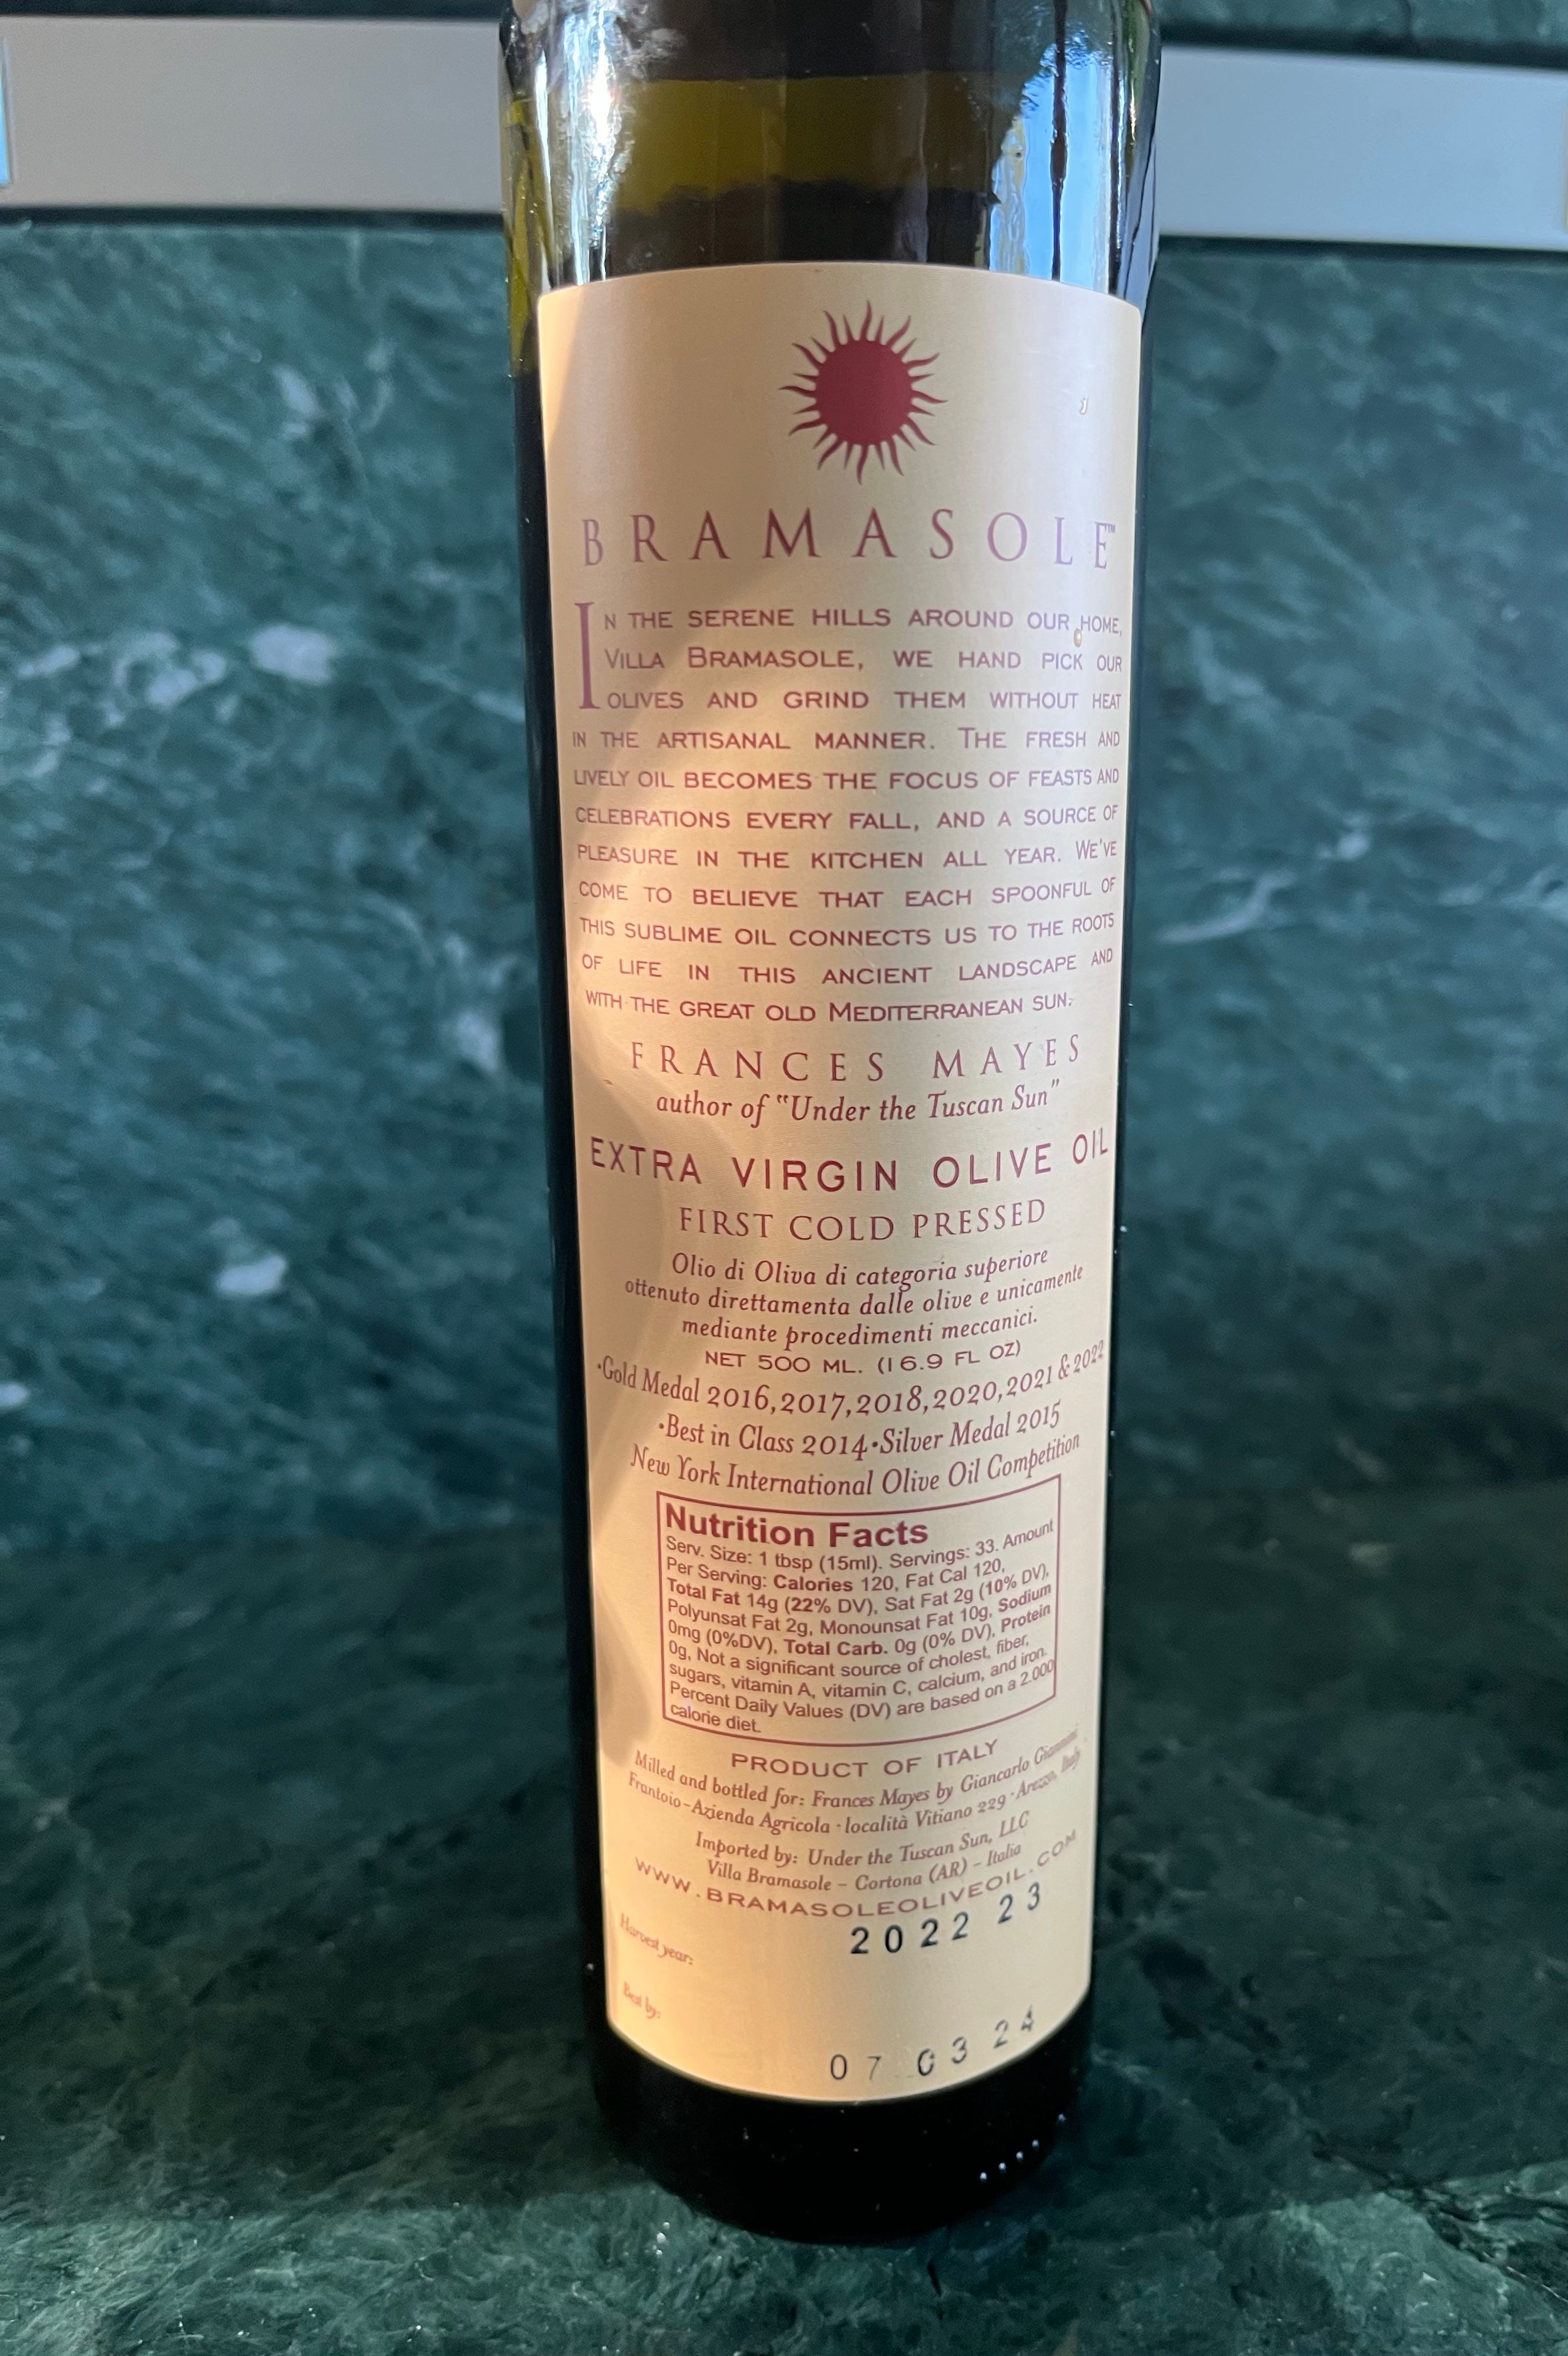 BRAMASOLE™
IN THE SERENE HILLS AROUND OUR HOME,
VILLA BRAMASOLE, WE HAND PICK OUR
OLIVES AND GRIND THEM WITHOUT HEAT
IN THE ARTISANAL MANNER. THE FRESH AND
LIVELY OIL BECOMES THE FOCUS OF FEASTS AND
CELEBRATIONS EVERY FALL, AND A SOURCE OF
PLEASURE IN THE KITCHEN ALL YEAR. WE'VE
COME TO BELIEVE THAT EACH SPOONFUL OF
THIS SUBLIME OIL CONNECTS US TO THE ROOTS
OF LIFE IN THIS ANCIENT LANDSCAPE AND
WITH THE GREAT OLD MEDITERRANEAN SUN.
FRANCES MAYES
author of "Under the Tuscan Sun"
EXTRA VIRGIN OLIVE OIL
FIRST COLD PRESSED
Olio di Oliva di categoria superiore
ottenuto direttamenta dalle olive e unicamente
mediante procedimenti meccanici.
NET 500 ML. (16.9 FL OZ)
·Gold Medal 2016,2017,2018,2020,2021 & 2022
·Best in Class 2014·Silver Medal 2015
New York International Olive Oil Competition
Nutrition Facts
Serv. Size: 1 tbsp (15ml). Servings: 33. Amount
Per Serving: Calories 120, Fat Cal 120,
Total Fat 14g (22% DV), Sat Fat 2g (10% DV),
Polyunsat Fat 2g, Monounsat Fat 10g, Sodium
0mg (0%DV), Total Carb. 0g (0% DV), Protein
0g, Not a significant source of cholest, fiber,
sugars, vitamin A, vitamin C, calcium, and iron.
Percent Daily Values (DV) are based on a 2.000
calorie diet.
PRODUCT OF ITALY
Milled and bottled for: Frances Mayes by Giancarlo Giannini
Frantoio-Azienda Agricola · località Vitiano 229 · Arezzo, Italy
Imported by: Under the Tuscan Sun, LLC
Villa Bramasole – Cortona (AR) – Italia
WWW.BRAMASOLEOLIVEOIL.COM
Harvest year: 2022 23
Best by: 07 03 24